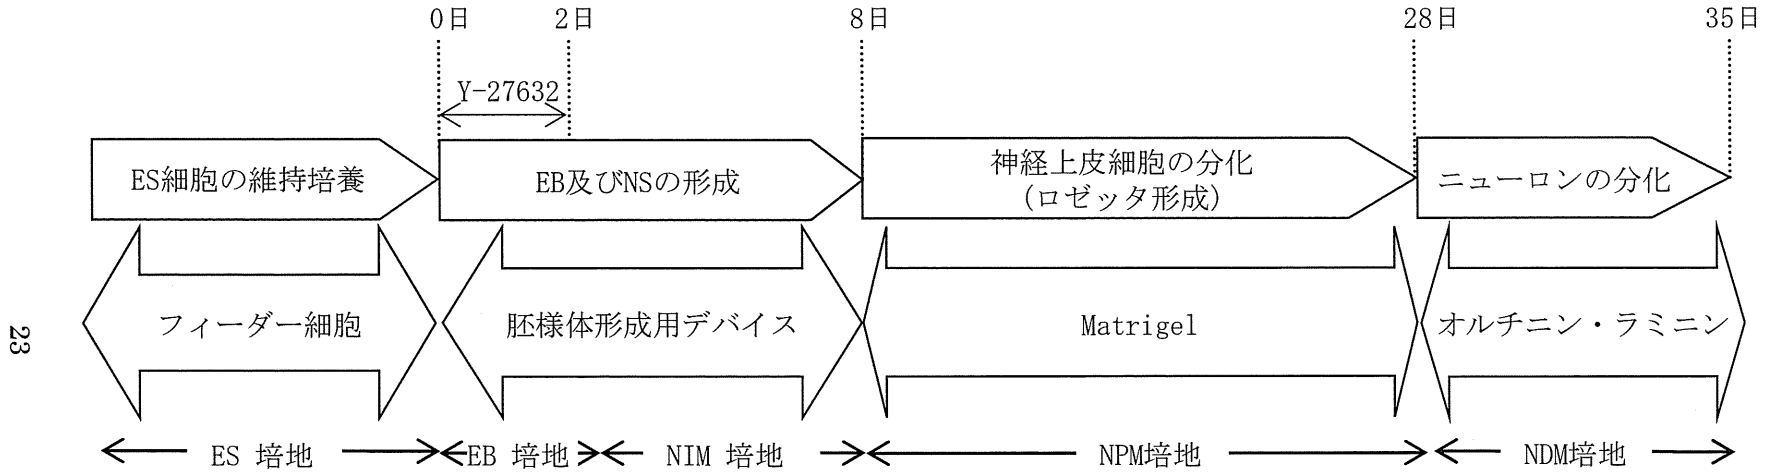 0日
2日
8日
28日
35日
Y-27632
ES細胞の維持培養
EB及びNSの形成
神経上皮細胞の分化
(ロゼッタ形成)
ニューロンの分化
フィーダー細胞
胚様体形成用デバイス
Matrigel
オルチニン・ラミニン
ES 培地
EB 培地
NIM 培地
NPM培地
NDM培地
23